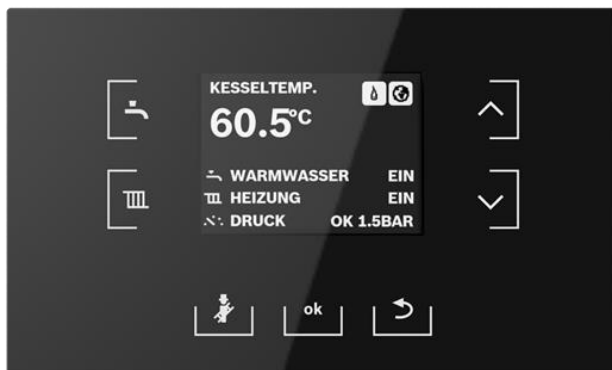 KESSELTEMP.
60.5°C
WARMWASSER EIN
HEIZUNG EIN
DRUCK OK 1.5BAR
ok